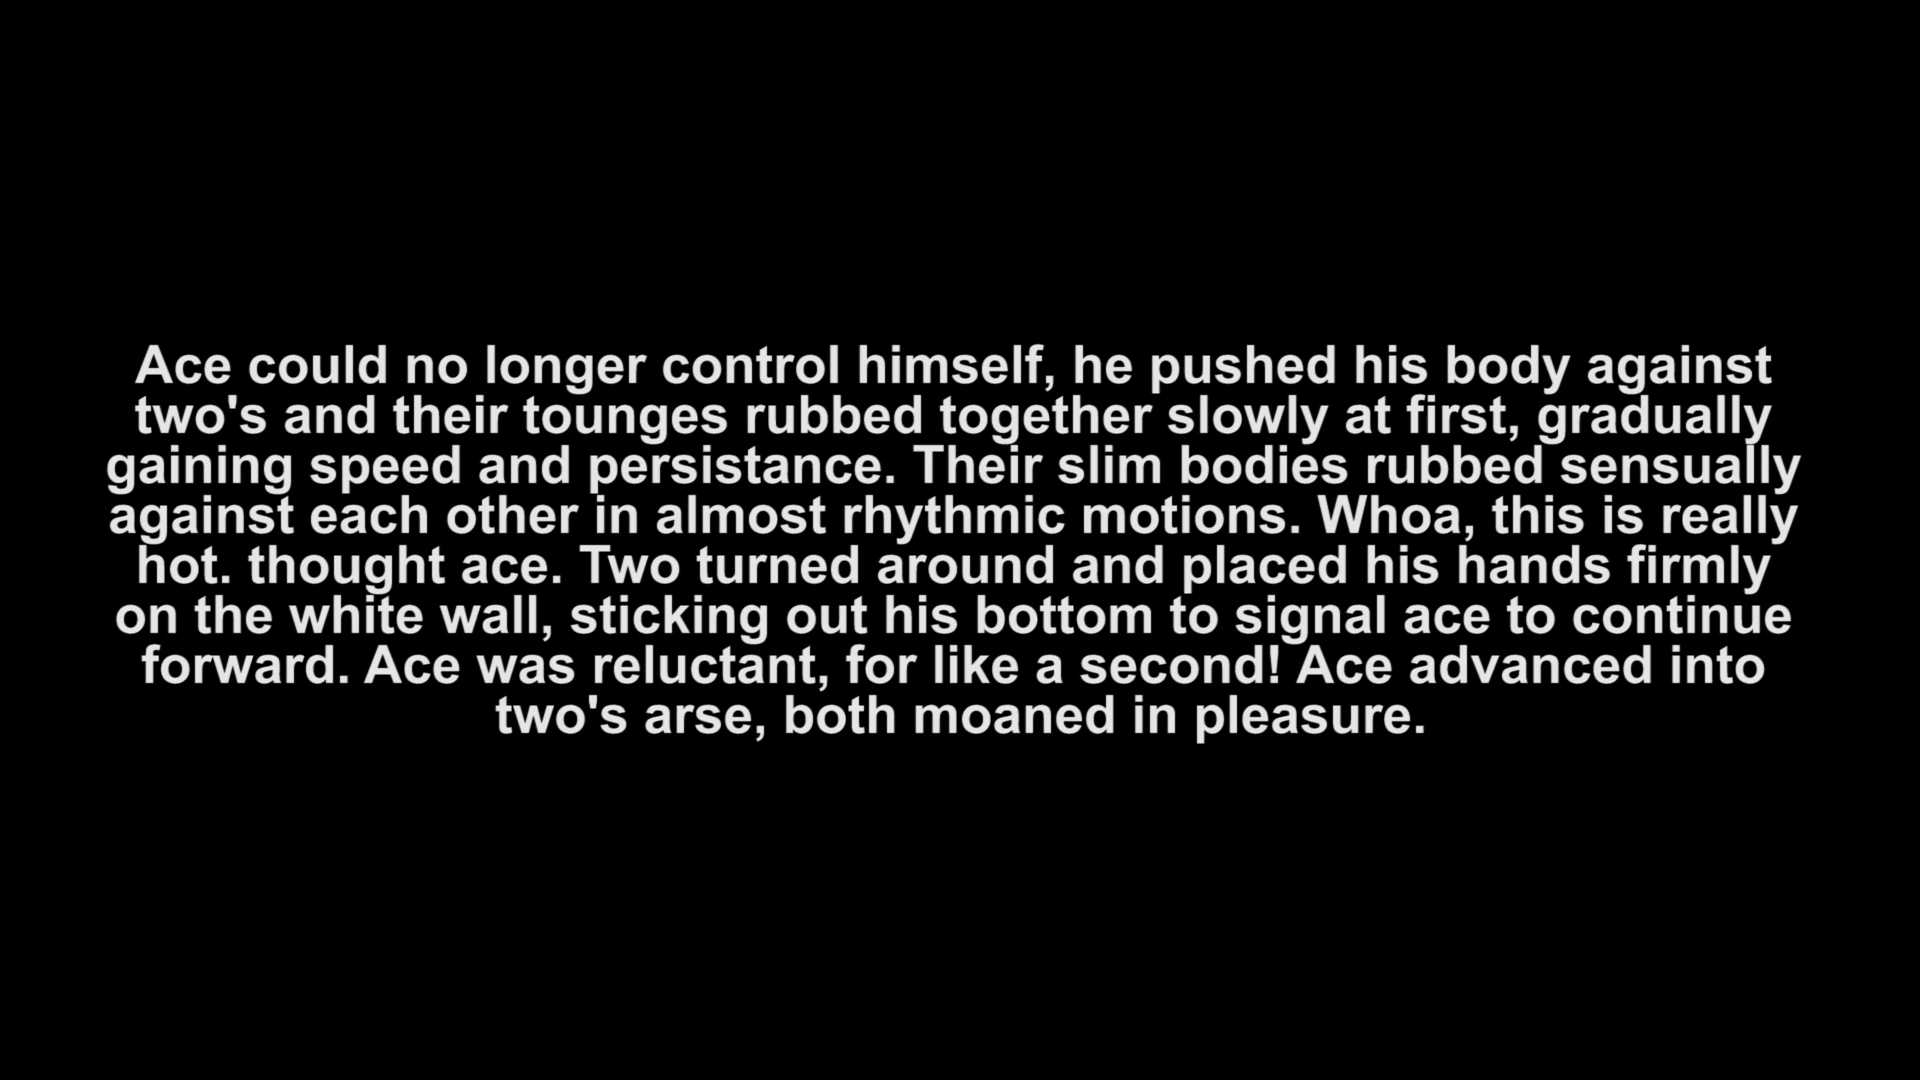 Ace could no longer control himself, he pushed his body against
two's and their tounges rubbed together slowly at first, gradually
gaining speed and persistance. Their slim bodies rubbed sensually
against each other in almost rhythmic motions. Whoa, this is really
hot. thought ace. Two turned around and placed his hands firmly
on the white wall, sticking out his bottom to signal ace to continue
forward. Ace was reluctant, for like a second! Ace advanced into
two's arse, both moaned in pleasure.